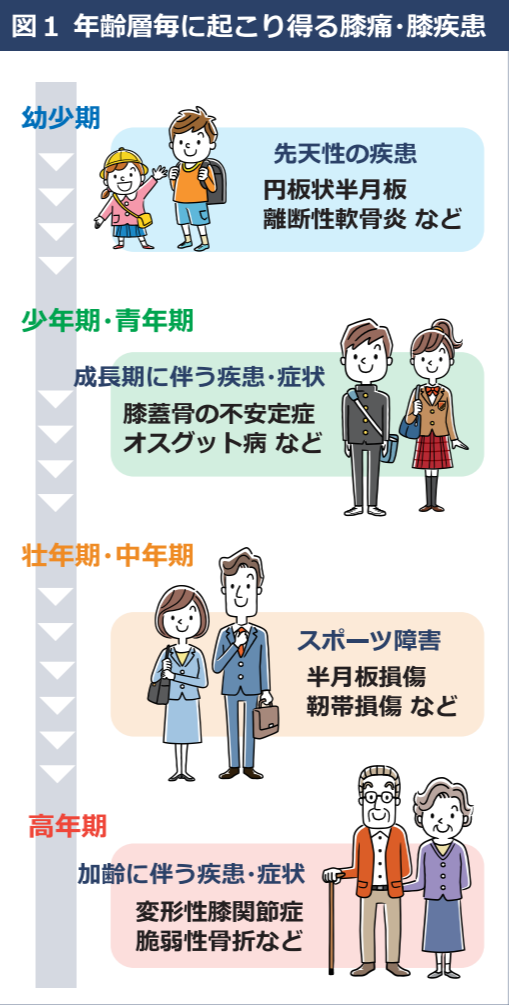 図1 年齢層毎に起こり得る膝痛･膝疾患
幼少期
先天性の疾患
円板状半月板
離断性軟骨炎 など
少年期･青年期
成長期に伴う疾患･症状
膝蓋骨の不安定症
オスグット病 など
壮年期･中年期
スポーツ障害
半月板損傷
靭帯損傷 など
高年期
加齢に伴う疾患･症状
変形性膝関節症
脆弱性骨折など